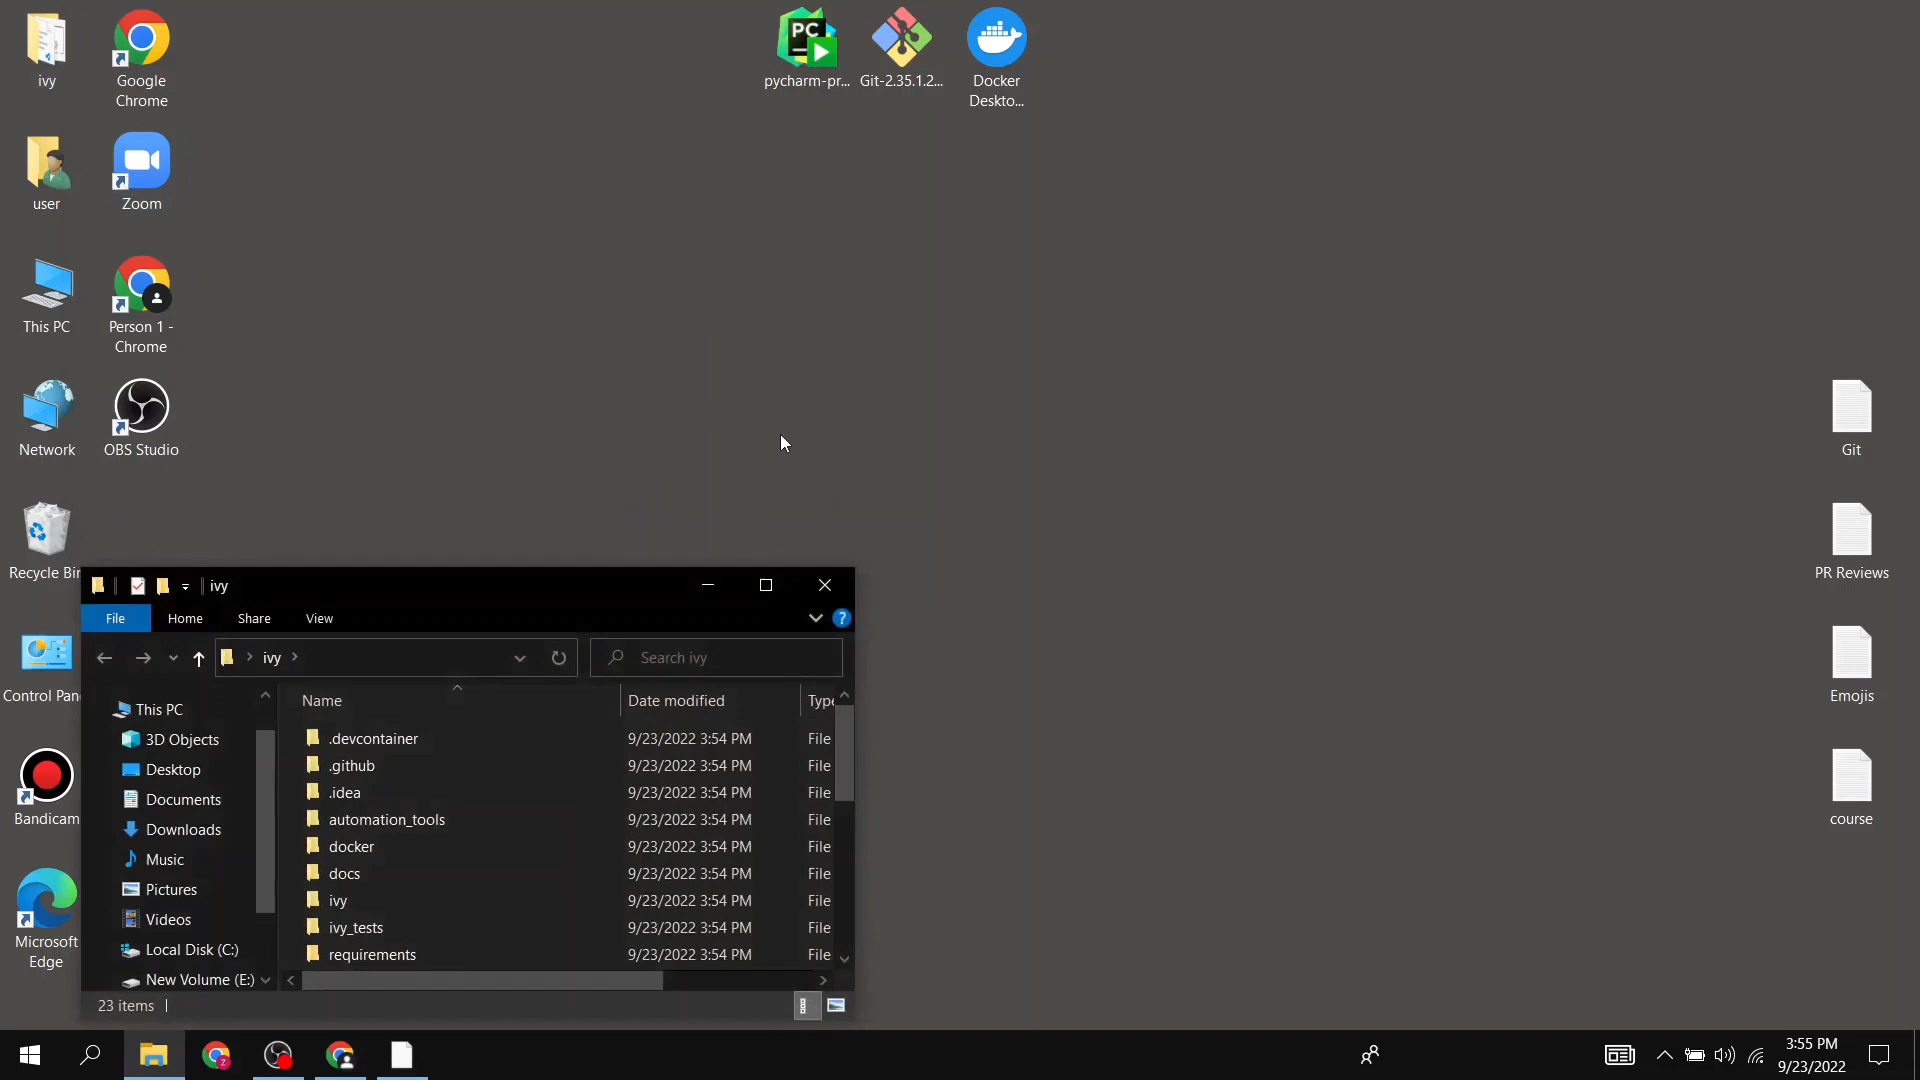 ivy
Google
Chrome
PC
pycharm-pr...
Git-2.35.1.2...
Docker
Deskto...
user
Zoom
This PC
Person 1 -
Chrome
Network
OBS Studio
Git
Recycle Bin
PR Reviews
Control Pan
Emojis
Bandicam
course
Microsoft
Edge
ivy
File
Home
Share
View
?
ivy
Search ivy
This PC
3D Objects
Desktop
Documents
Downloads
Music
Pictures
Videos
Local Disk (C:)
New Volume (E:)
Name Date modified Type
.devcontainer 9/23/2022 3:54 PM File
.github 9/23/2022 3:54 PM File
.idea 9/23/2022 3:54 PM File
automation_tools 9/23/2022 3:54 PM File
docker 9/23/2022 3:54 PM File
docs 9/23/2022 3:54 PM File
ivy 9/23/2022 3:54 PM File
ivy_tests 9/23/2022 3:54 PM File
requirements 9/23/2022 3:54 PM File
23 items
Z
3:55 PM
9/23/2022